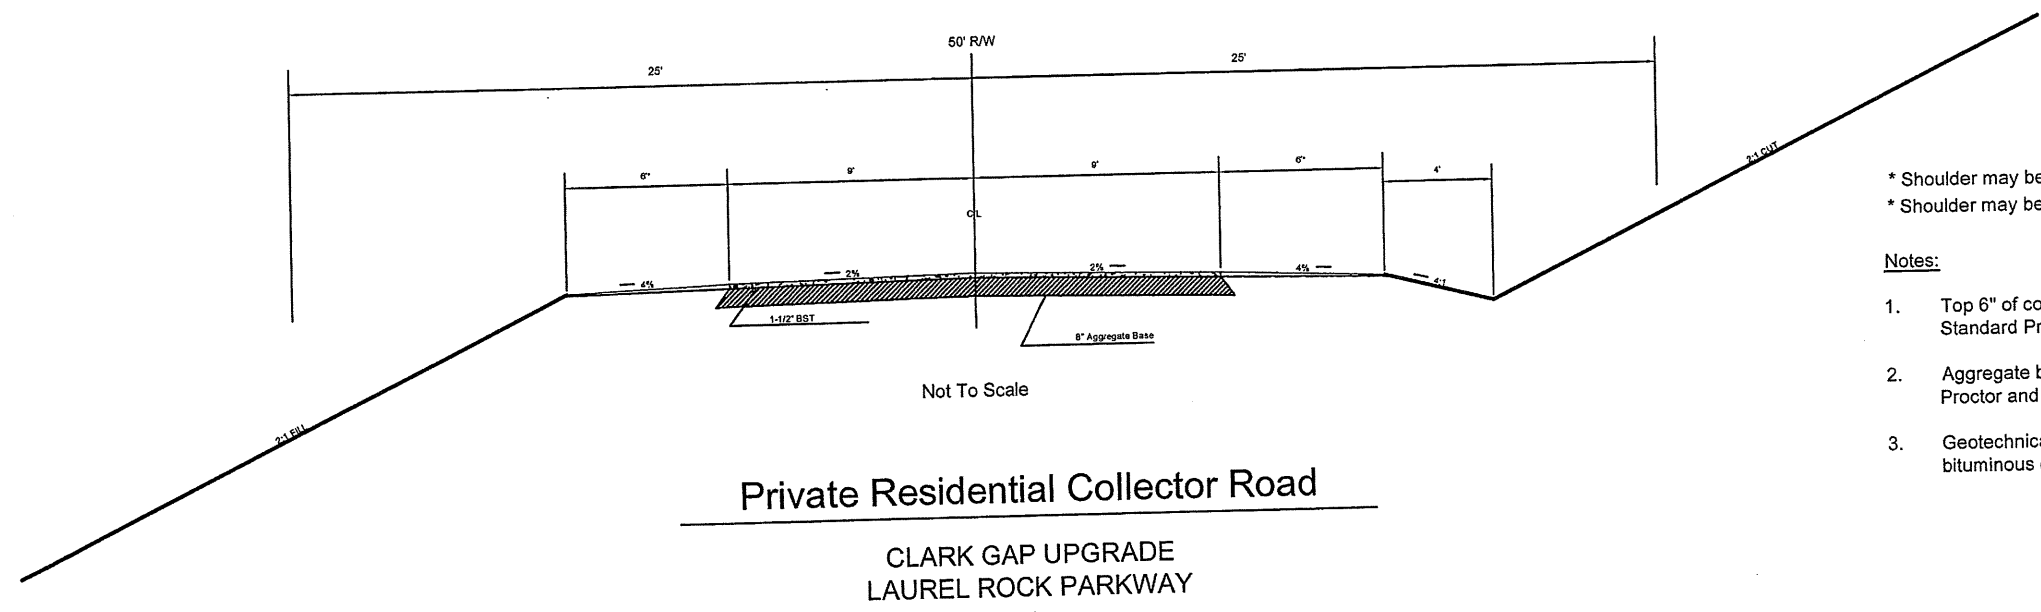 50' R/W
25'
25'
6'*
9'
9'
6'*
4'
C/L
2:1 CUT
4%
2%
2%
4%
4:1
1-1/2" BST
8" Aggregate Base
2:1 FILL
Not To Scale
Private Residential Collector Road
CLARK GAP UPGRADE
LAUREL ROCK PARKWAY
* Shoulder may be
* Shoulder may be
Notes:
1. Top 6" of co
Standard Pr
2. Aggregate b
Proctor and
3. Geotechnica
bituminous